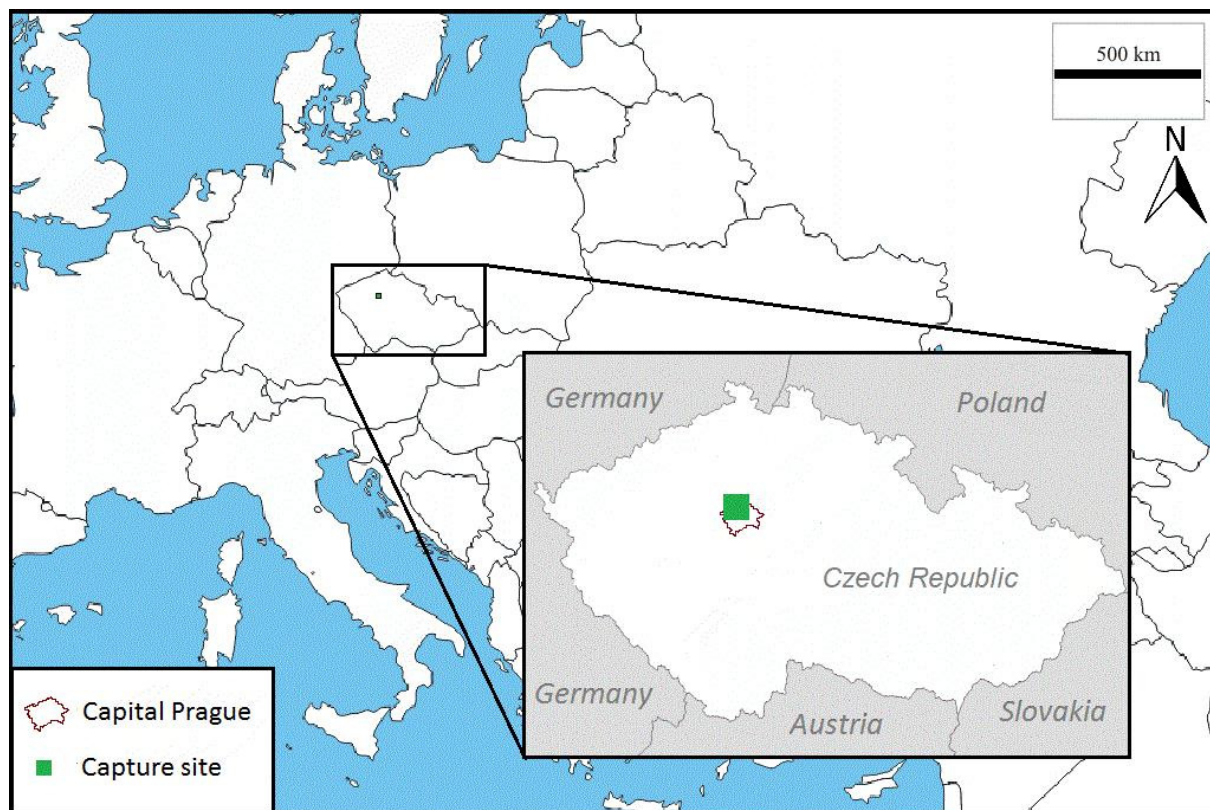 500 km
N
Germany
Poland
Czech Republic
Germany
Austria
Slovakia
Capital Prague
Capture site